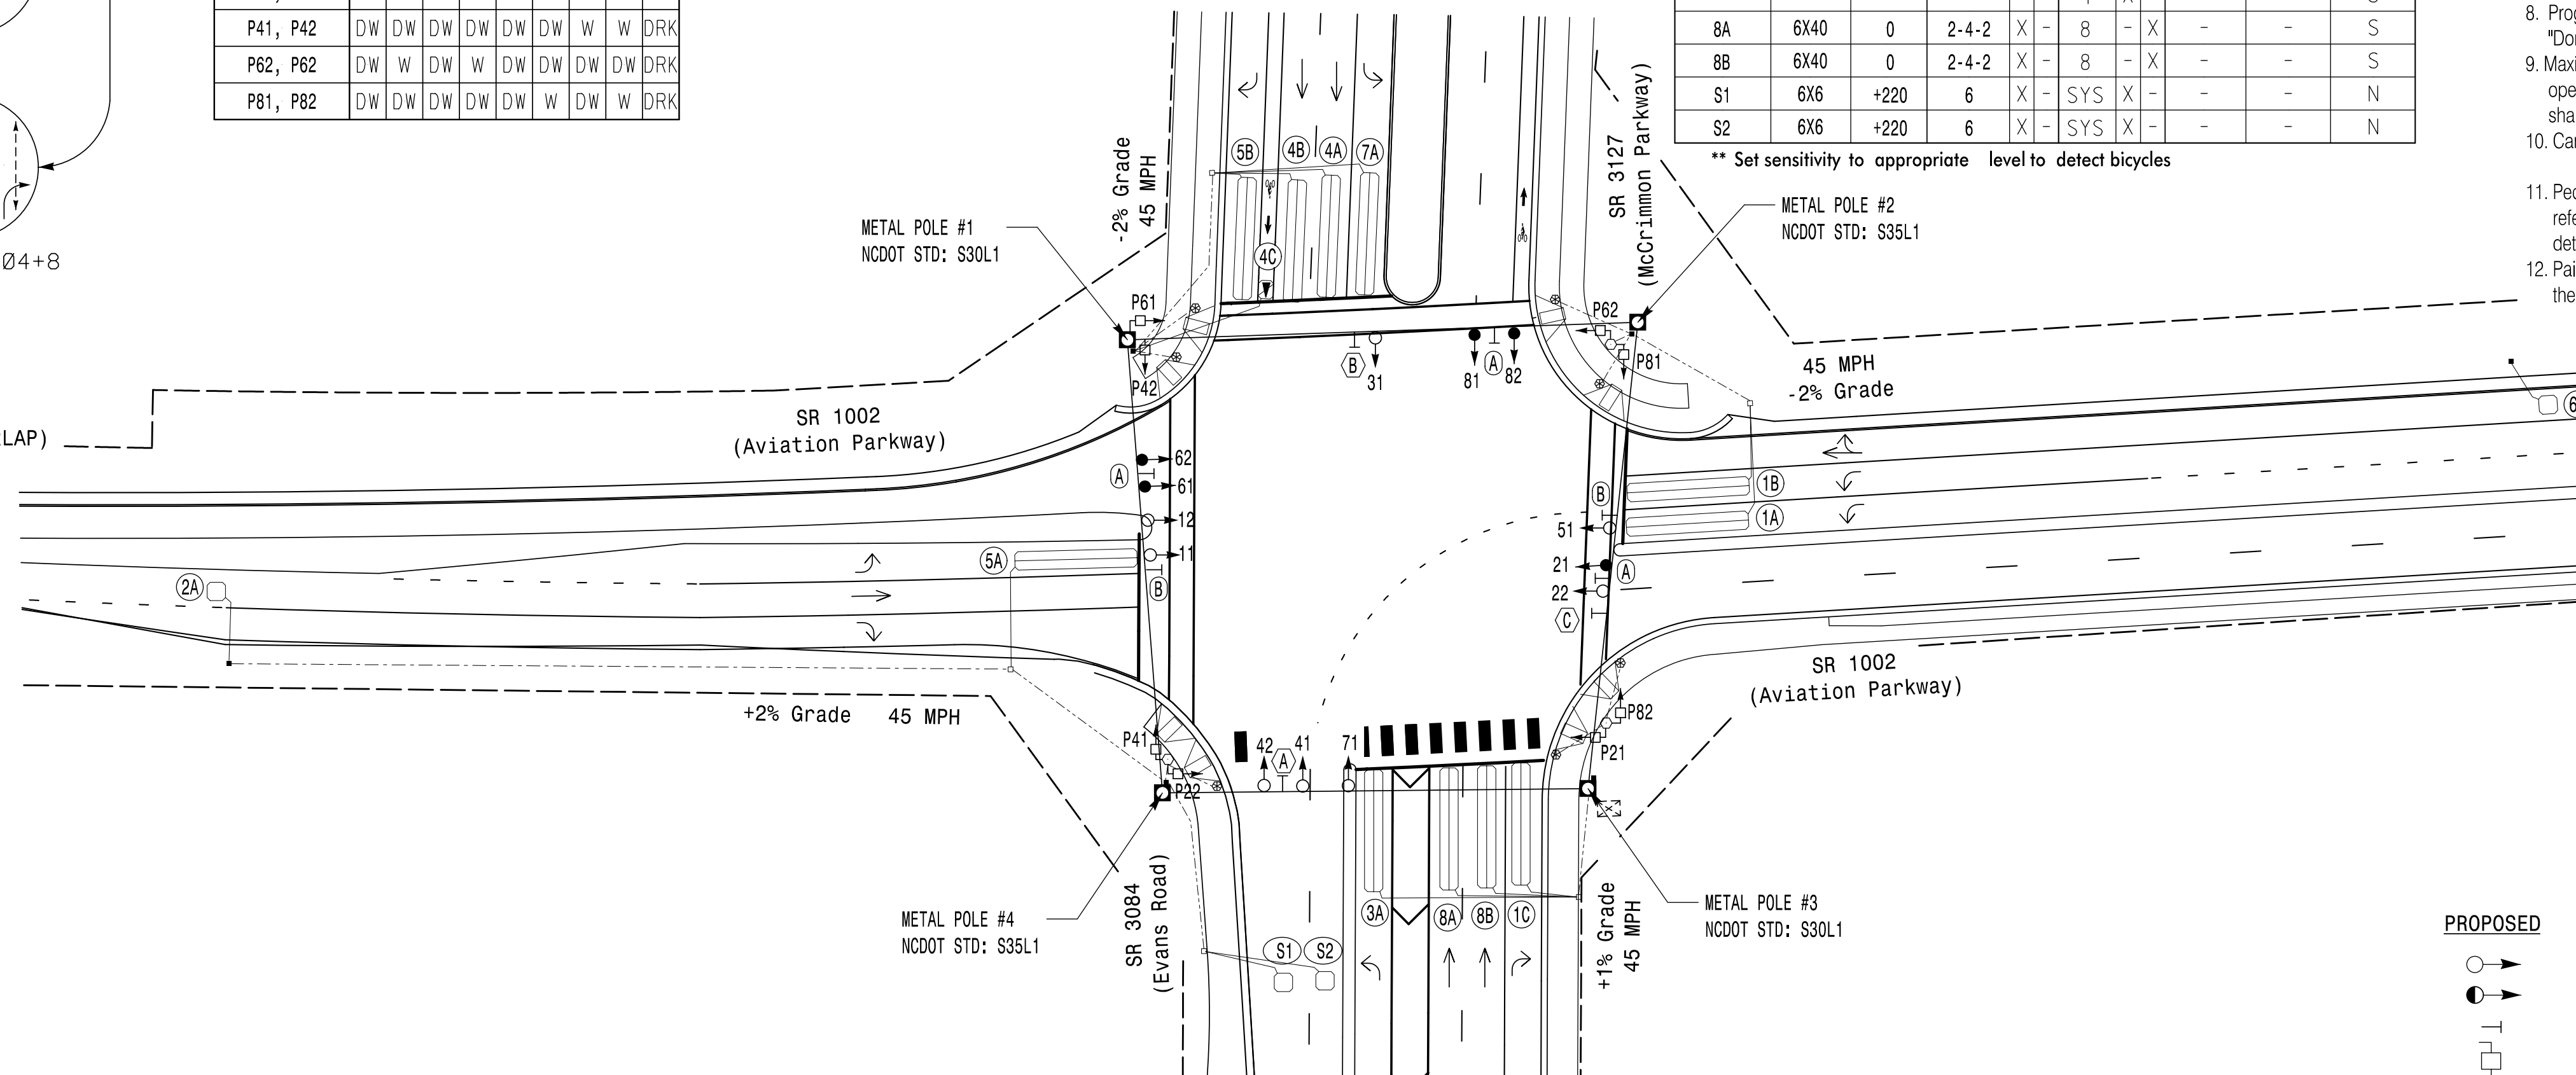 P41, P42 DW DW DW DW DW DW W W DRK
P62, P62 DW W DW W DW DW DW DW DRK
P81, P82 DW DW DW DW DW W DW W DRK
Ø4+8
LAP)
8A 6X40 0 2-4-2 X - 8 - X - - S
8B 6X40 0 2-4-2 X - 8 - X - - S
S1 6X6 +220 6 X - SYS X - - - N
S2 6X6 +220 6 X - SYS X - - - N
** Set sensitivity to appropriate level to detect bicycles
8. Prog
"Don
9. Maxi
ope
sha
10. Ca
11. Pe
refe
det
12. Pai
the
METAL POLE #1
NCDOT STD: S30L1
-2% Grade
45 MPH
5B
4B
4A
7A
4C
SR 3127
(McCrimmon Parkway)
METAL POLE #2
NCDOT STD: S35L1
P61
P42
P62
P81
B
31
81
A
82
45 MPH
-2% Grade
SR 1002
(Aviation Parkway)
62
A
61
12
11
B
5A
2A
B
51
21
A
22
C
1B
1A
6
+2% Grade 45 MPH
SR 1002
(Aviation Parkway)
P41
P22
42
A
41
71
P82
P21
METAL POLE #4
NCDOT STD: S35L1
SR 3084
(Evans Road)
S1
S2
3A
8A
8B
1C
+1% Grade
45 MPH
METAL POLE #3
NCDOT STD: S30L1
PROPOSED